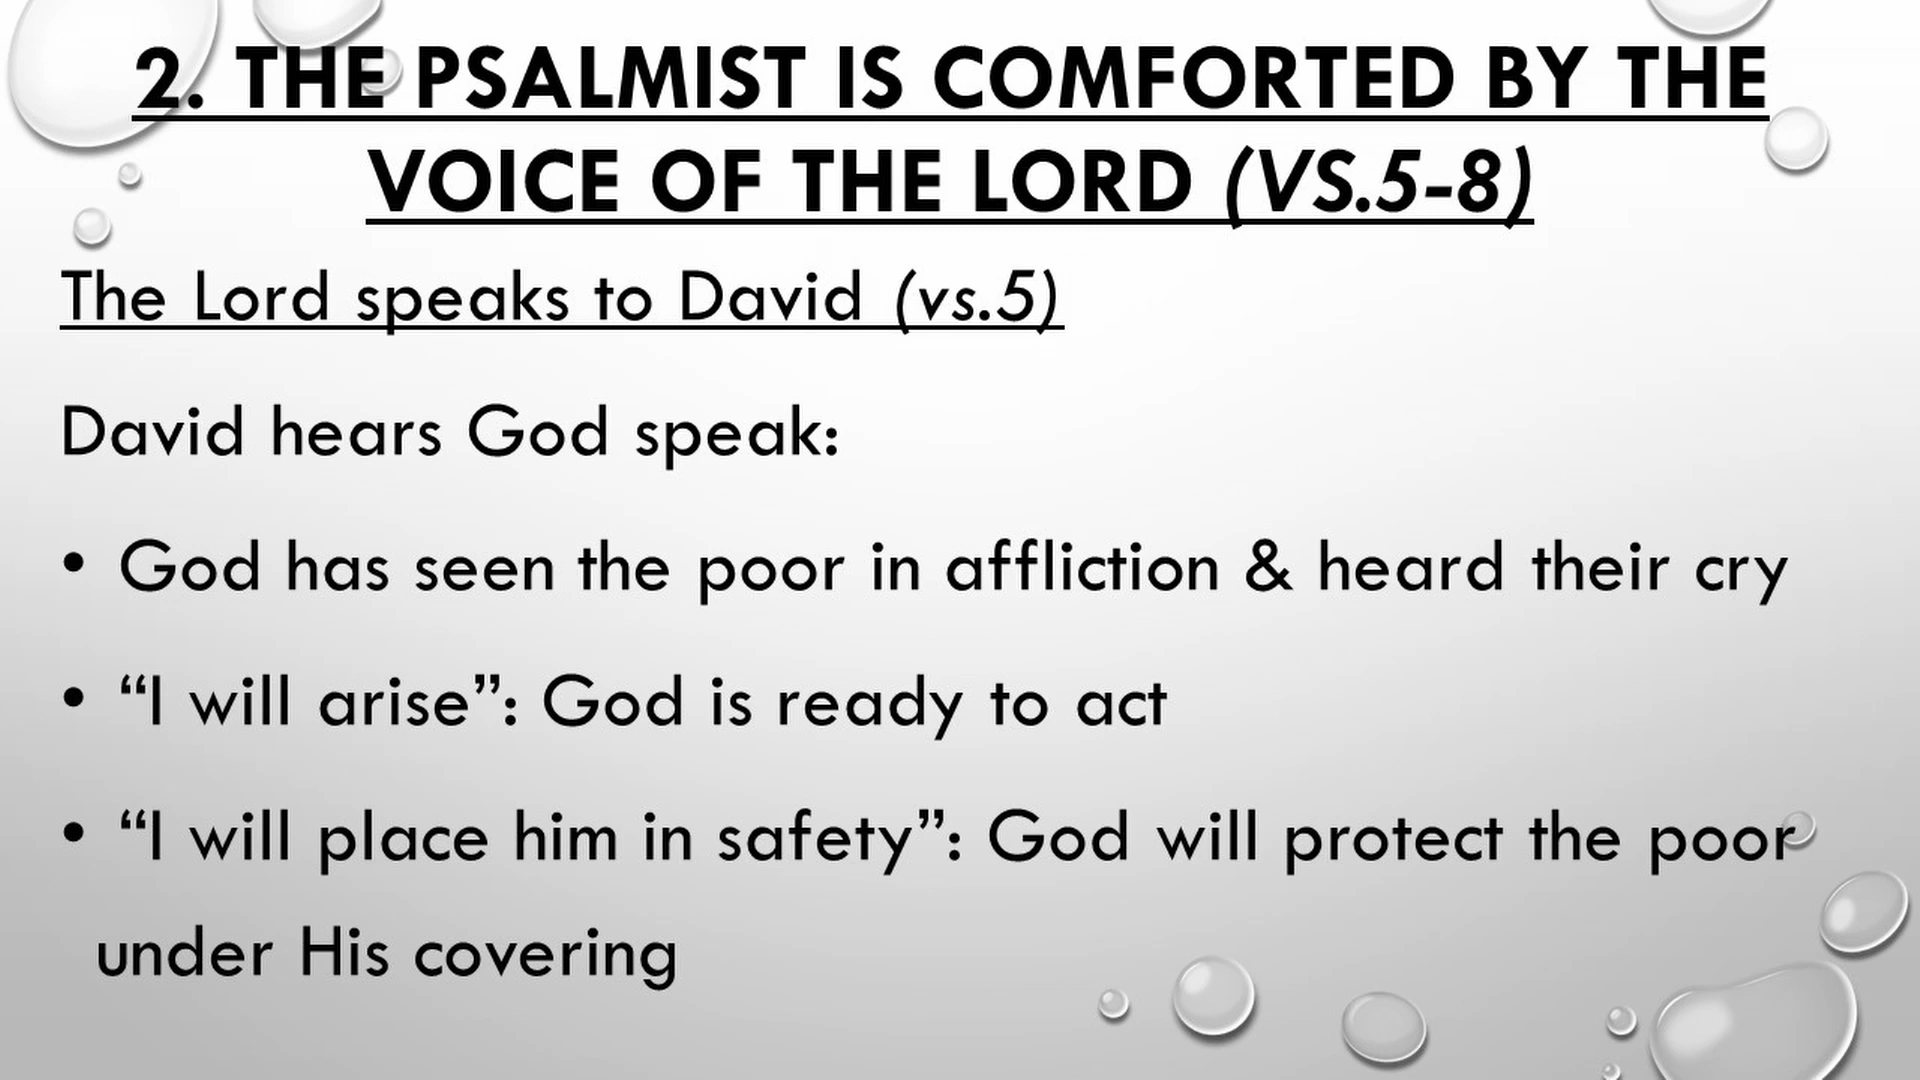 2. THE PSALMIST IS COMFORTED BY THE
VOICE OF THE LORD (VS.5-8)
The Lord speaks to David (vs.5)
David hears God speak:
• God has seen the poor in affliction & heard their cry
• “I will arise”: God is ready to act
• “I will place him in safety”: God will protect the poor
under His covering